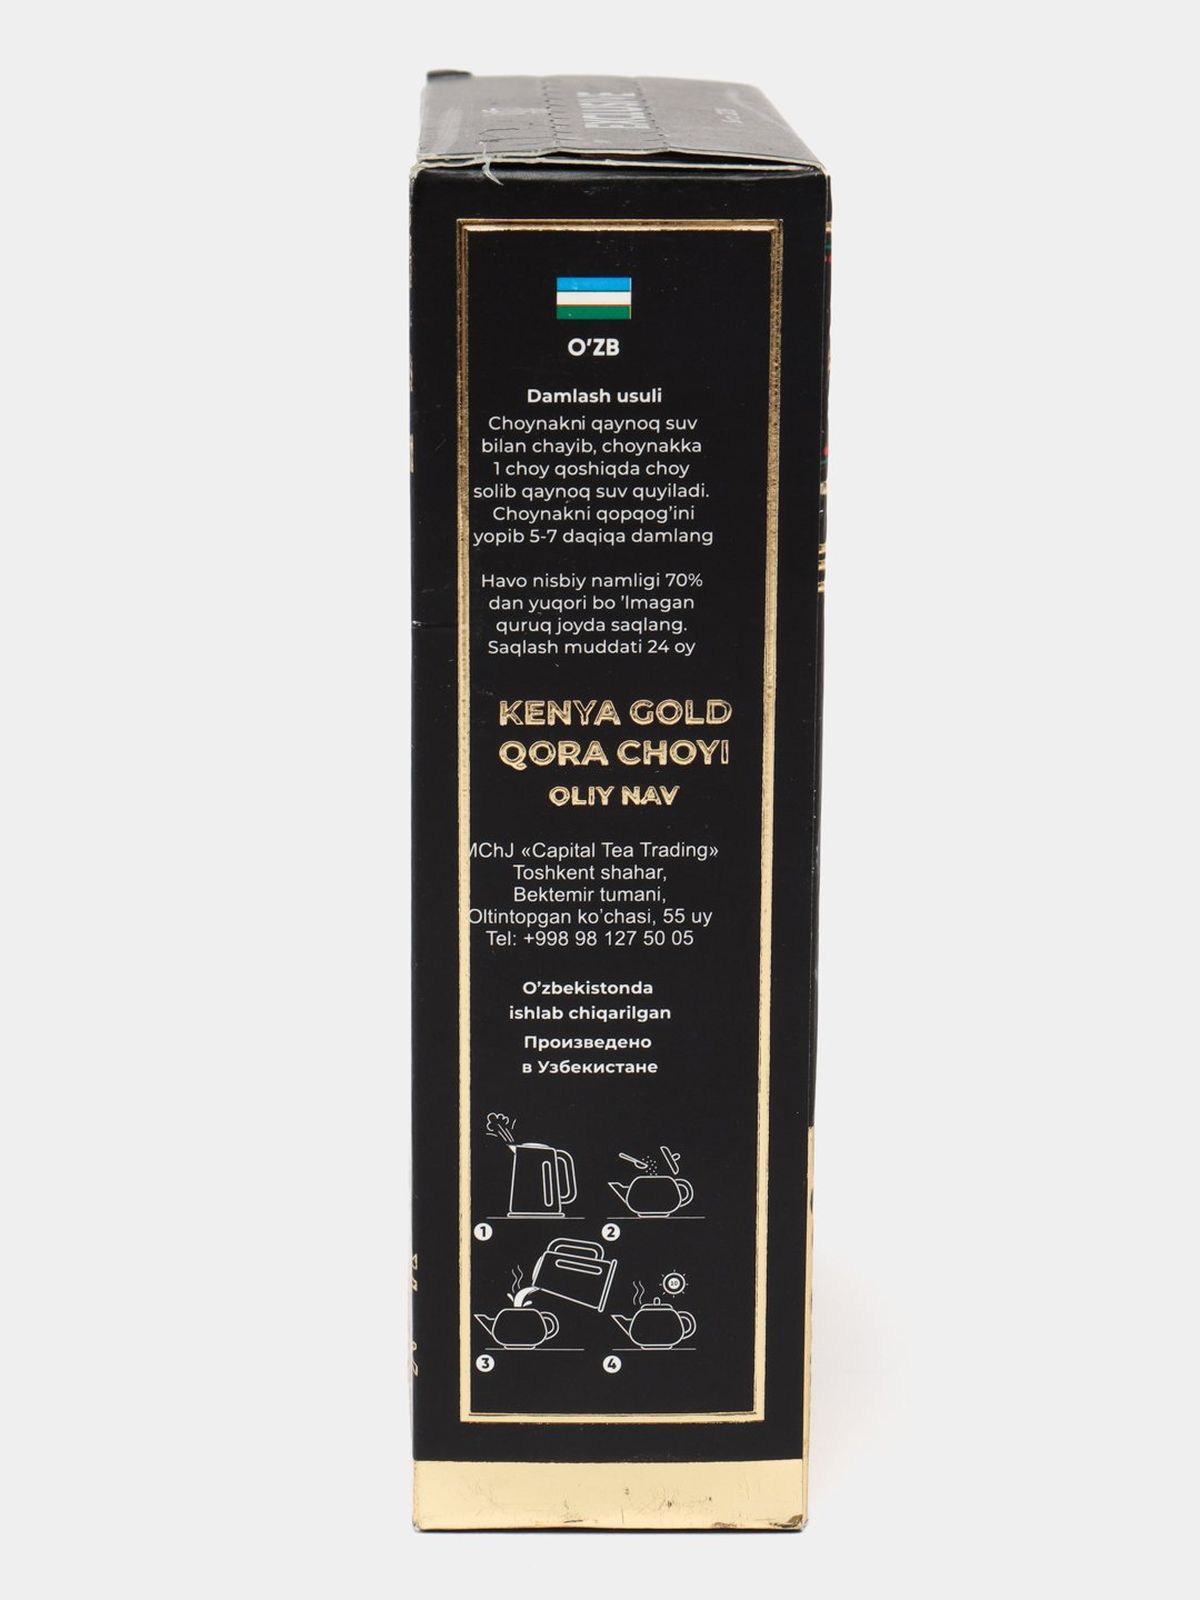 EXCLUSIVE
O'ZB
Damlash usuli
Choynakni qaynoq suv
bilan chayib, choynakka
1 choy qoshiqda choy
solib qaynoq suv quyiladi.
Choynakni qopqog'ini
yopib 5-7 daqiqa damlang
Havo nisbiy namligi 70%
dan yuqori bo 'lmagan
quruq joyda saqlang.
Saqlash muddati 24 oy
KENYA GOLD
QORA CHOYI
OLIY NAV
MChJ «Capital Tea Trading»
Toshkent shahar,
Bektemir tumani,
Oltintopgan ko'chasi, 55 uy
Tel: +998 98 127 50 05
O'zbekistonda
ishlab chiqarilgan
Произведено
в Узбекистане
1 2
3 4